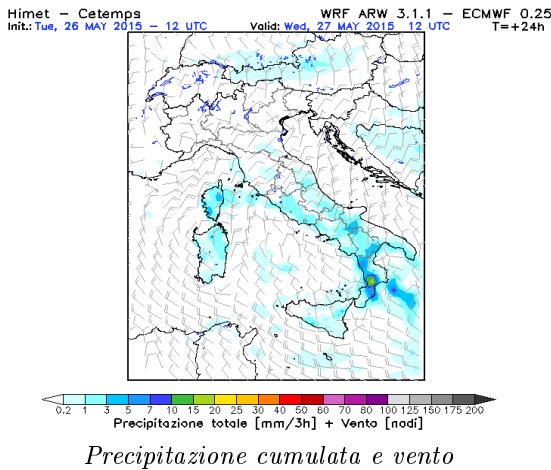 Himet – Cetemps WRF ARW 3.1.1 – ECMWF 0.25
Init.: Tue, 26 MAY 2015 – 12 UTC Valid: Wed, 27 MAY 2015 12 UTC T=+24h
0.2 1 3 5 7 10 15 20 25 30 40 50 60 70 80 100 125 150 175 200
Precipitazione totale [mm/3h] + Vento [nodi]
Precipitazione cumulata e vento